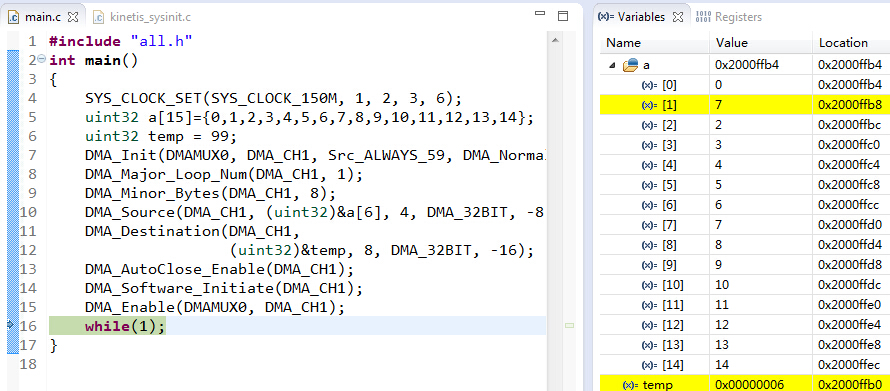 main.c kinetis_sysinit.c
1 #include "all.h"
2 int main()
3 {
4 SYS_CLOCK_SET(SYS_CLOCK_150M, 1, 2, 3, 6);
5 uint32 a[15]={0,1,2,3,4,5,6,7,8,9,10,11,12,13,14};
6 uint32 temp = 99;
7 DMA_Init(DMAMUX0, DMA_CH1, Src_ALWAYS_59, DMA_Norma
8 DMA_Major_Loop_Num(DMA_CH1, 1);
9 DMA_Minor_Bytes(DMA_CH1, 8);
10 DMA_Source(DMA_CH1, (uint32)&a[6], 4, DMA_32BIT, -8
11 DMA_Destination(DMA_CH1,
12 (uint32)&temp, 8, DMA_32BIT, -16);
13 DMA_AutoClose_Enable(DMA_CH1);
14 DMA_Software_Initiate(DMA_CH1);
15 DMA_Enable(DMAMUX0, DMA_CH1);
16 while(1);
17 }
18
(x)= Variables 1010 0101 Registers
Name Value Location
a 0x2000ffb4 0x2000ffb4
(x)= [0] 0 0x2000ffb4
(x)= [1] 7 0x2000ffb8
(x)= [2] 2 0x2000ffbc
(x)= [3] 3 0x2000ffc0
(x)= [4] 4 0x2000ffc4
(x)= [5] 5 0x2000ffc8
(x)= [6] 6 0x2000ffcc
(x)= [7] 7 0x2000ffd0
(x)= [8] 8 0x2000ffd4
(x)= [9] 9 0x2000ffd8
(x)= [10] 10 0x2000ffdc
(x)= [11] 11 0x2000ffe0
(x)= [12] 12 0x2000ffe4
(x)= [13] 13 0x2000ffe8
(x)= [14] 14 0x2000ffec
(x)= temp 0x00000006 0x2000ffb0